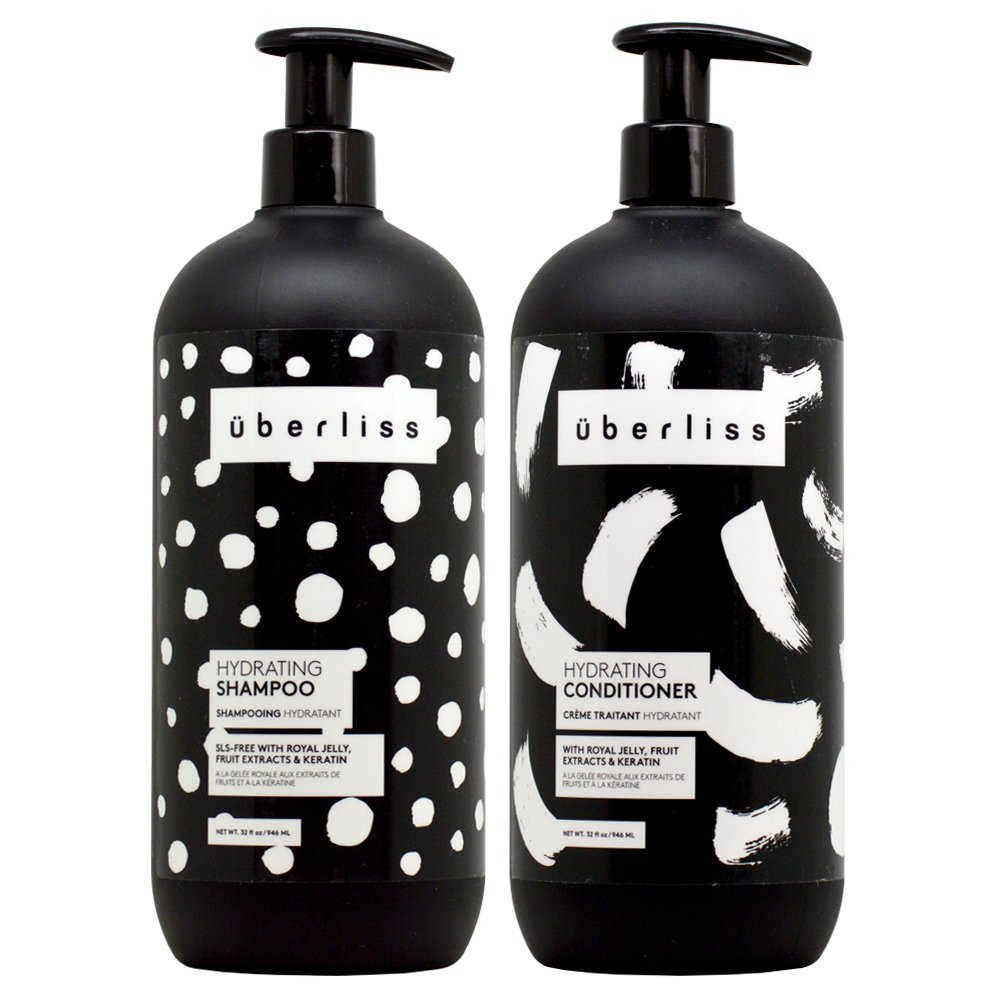 überliss
HYDRATING
SHAMPOO
SHAMPOOING HYDRATANT
SLS-FREE WITH ROYAL JELLY,
FRUIT EXTRACTS & KERATIN
A LA GELÉE ROYALE AUX EXTRAITS DE
FRUITS ET À LA KÉRATINE
NET WT. 32 fl oz/946 ML
überliss
HYDRATING
CONDITIONER
CRÈME TRAITANT HYDRATANT
WITH ROYAL JELLY, FRUIT
EXTRACTS & KERATIN
A LA GELÉE ROYALE AUX EXTRAITS DE
FRUITS ET À LA KÉRATINE
NET WT. 32 fl oz/946 ML